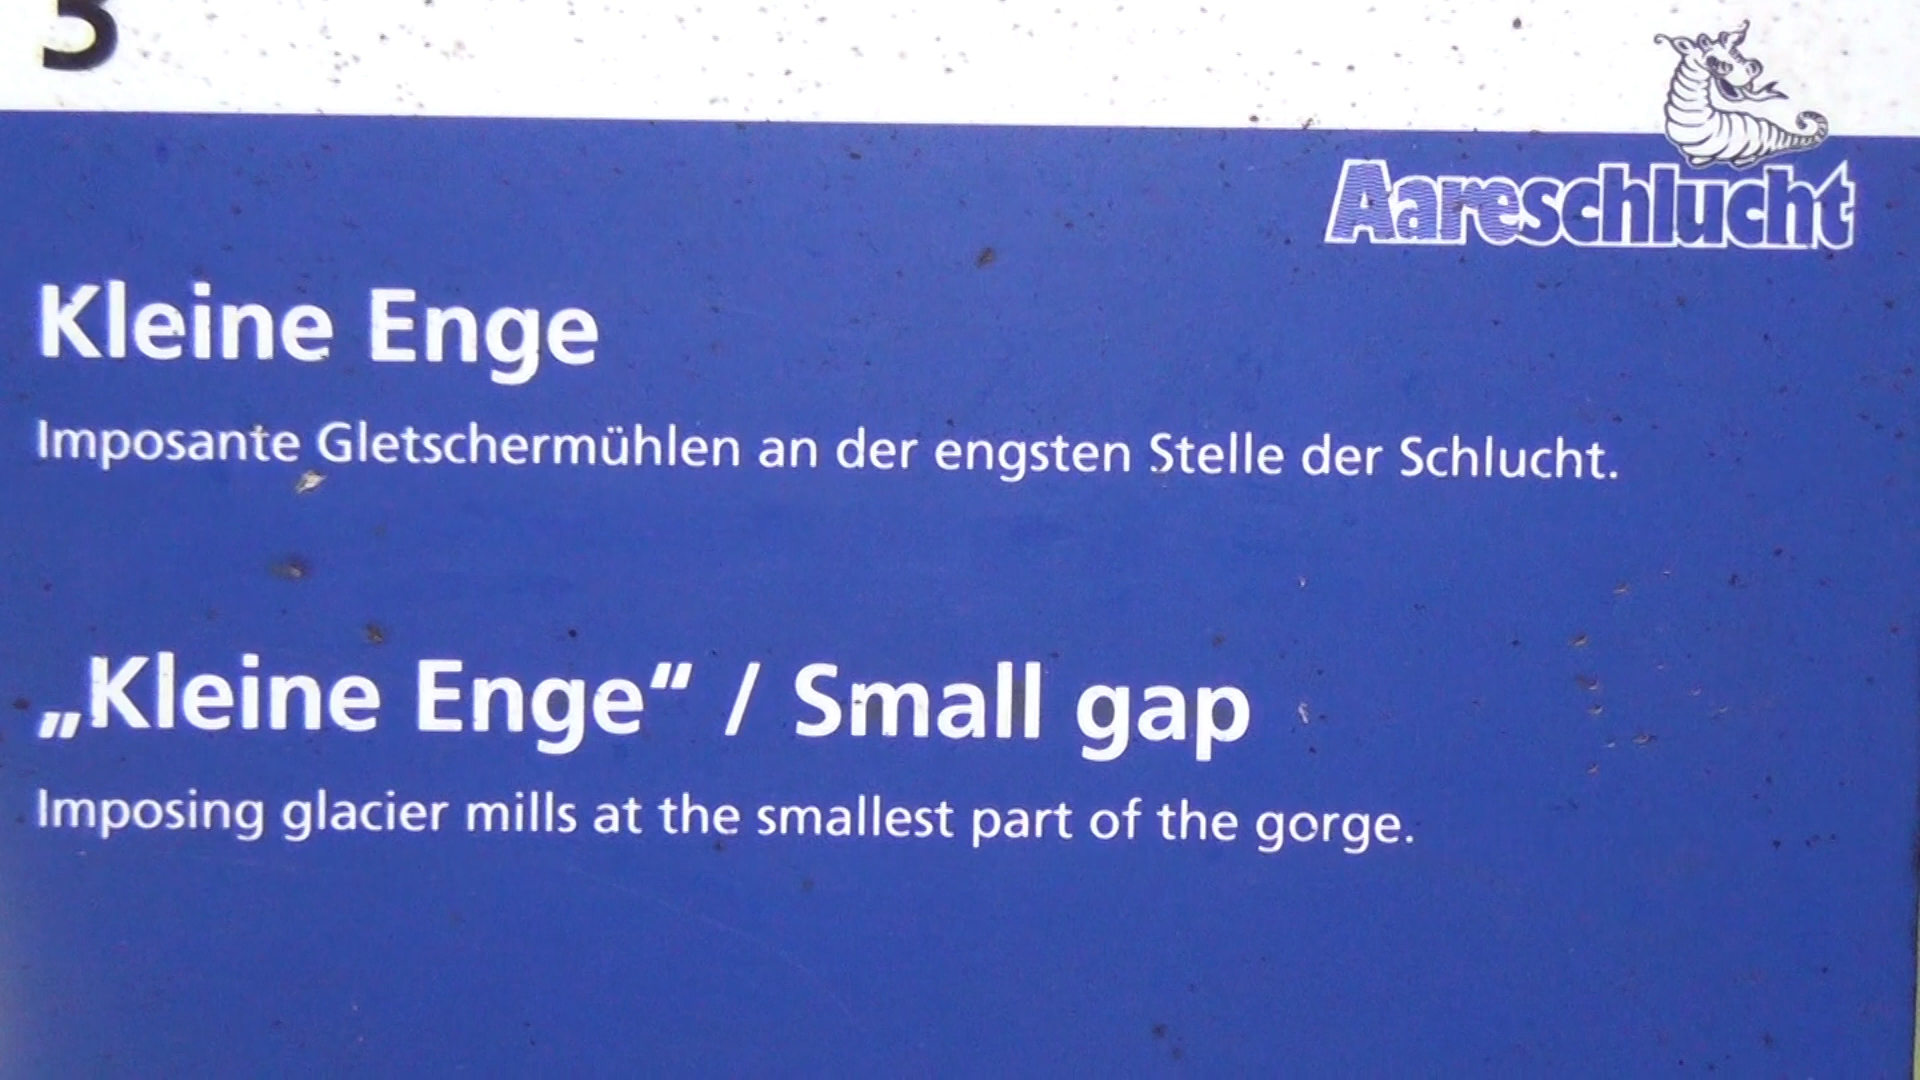 Aareschlucht
Kleine Enge
Imposante Gletschermühlen an der engsten Stelle der Schlucht.
„Kleine Enge“ / Small gap
Imposing glacier mills at the smallest part of the gorge.